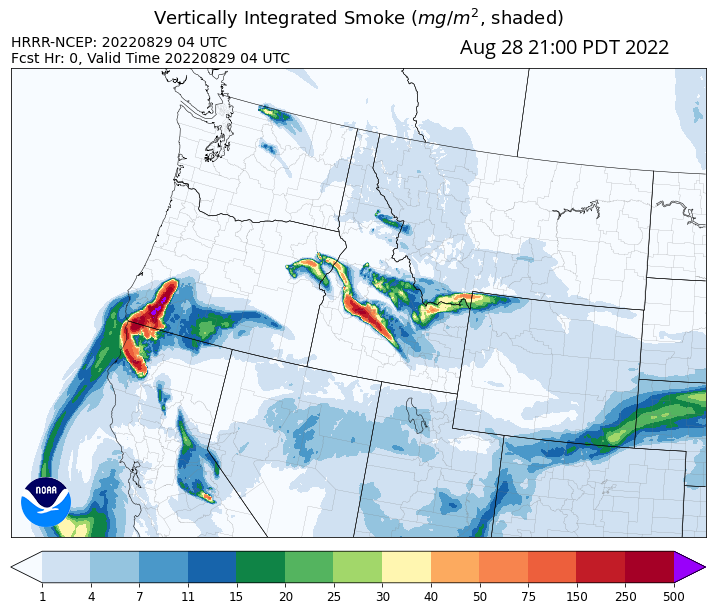 Vertically Integrated Smoke (mg/m², shaded)
HRRR-NCEP: 20220829 04 UTC
Aug 28 21:00 PDT 2022
Fcst Hr: 0, Valid Time 20220829 04 UTC
NOAA
1 4 7 11 15 20 25 30 40 50 75 150 250 500